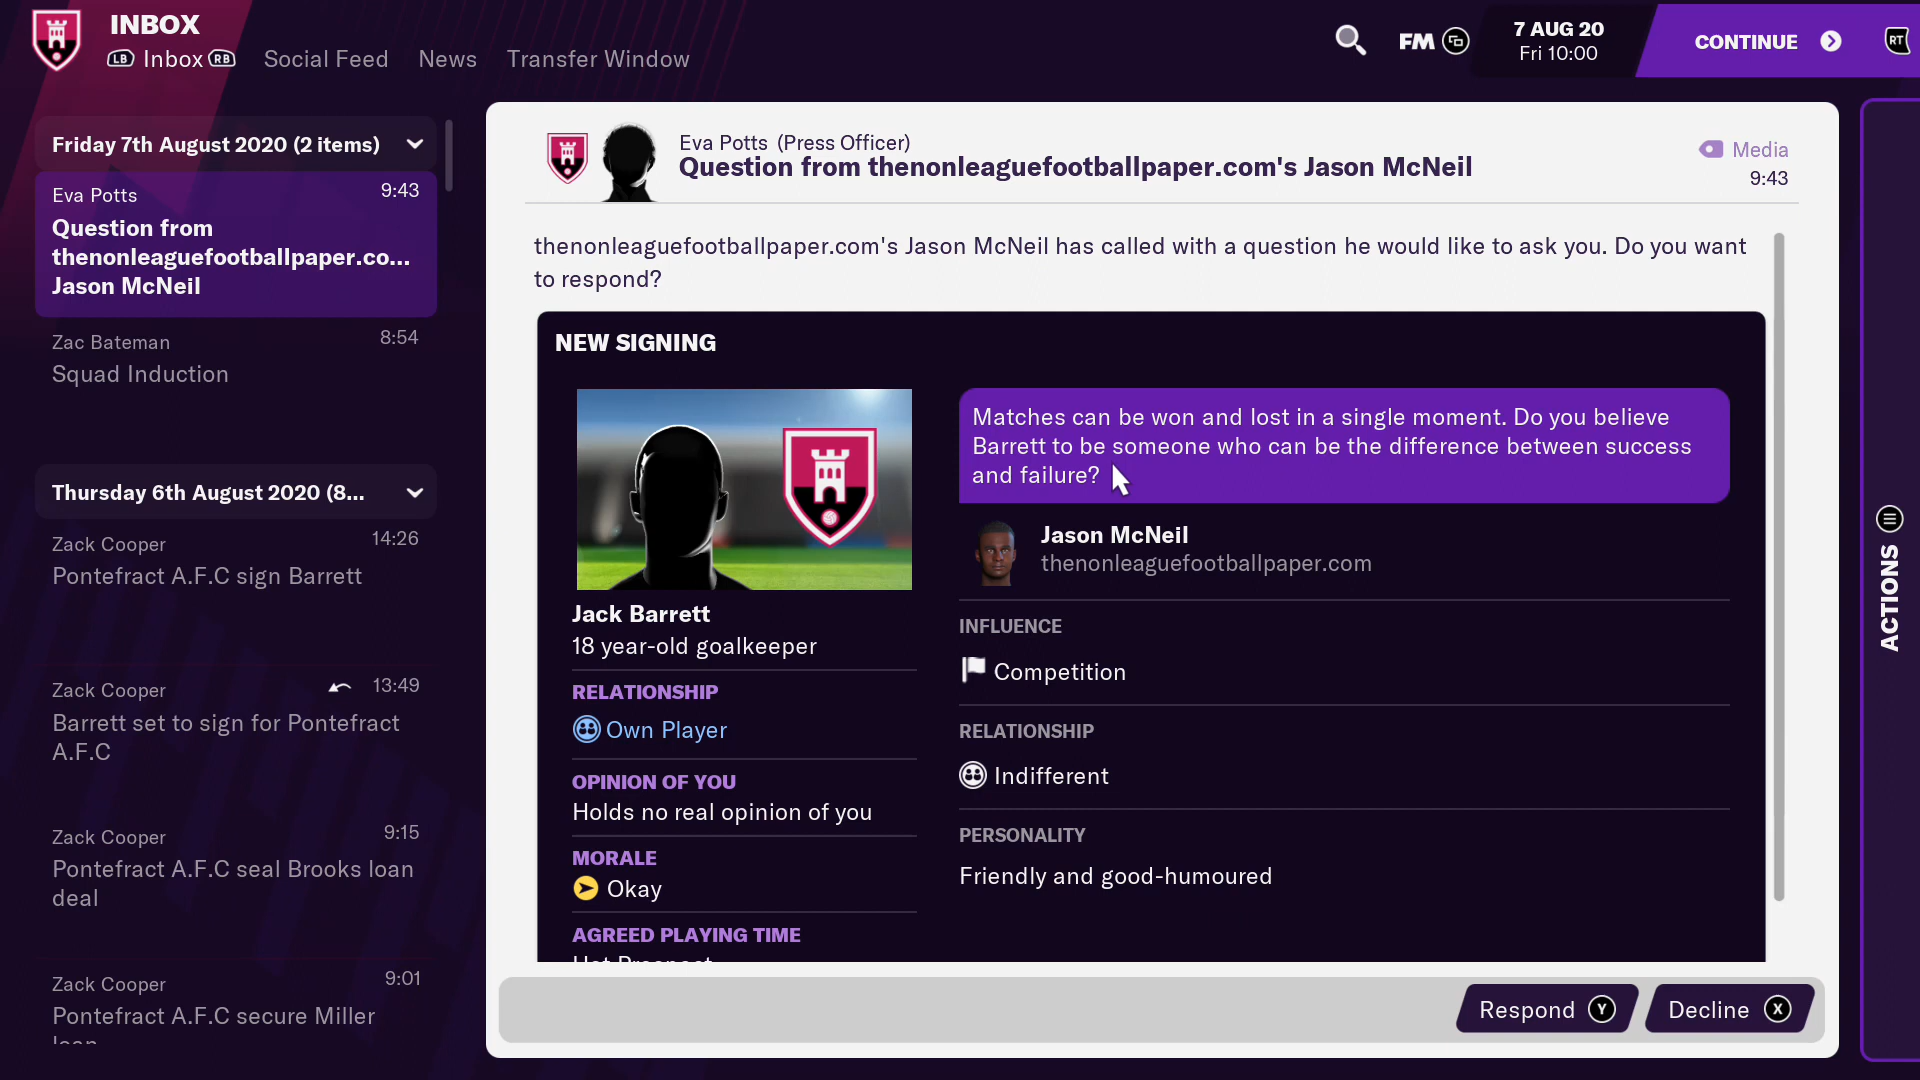 INBOX
LB Inbox RB
Social Feed
News
Transfer Window
FM
7 AUG 20
Fri 10:00
CONTINUE
RT
Friday 7th August 2020 (2 items)
Eva Potts 9:43
Question from
thenonleaguefootballpaper.co...
Jason McNeil
Zac Bateman 8:54
Squad Induction
Thursday 6th August 2020 (8...
Zack Cooper 14:26
Pontefract A.F.C sign Barrett
Zack Cooper 13:49
Barrett set to sign for Pontefract
A.F.C
Zack Cooper 9:15
Pontefract A.F.C seal Brooks loan
deal
Zack Cooper 9:01
Pontefract A.F.C secure Miller
loan
Eva Potts (Press Officer)
Question from thenonleaguefootballpaper.com's Jason McNeil
Media
9:43
thenonleaguefootballpaper.com's Jason McNeil has called with a question he would like to ask you. Do you want
to respond?
NEW SIGNING
Jack Barrett
18 year-old goalkeeper
RELATIONSHIP
Own Player
OPINION OF YOU
Holds no real opinion of you
MORALE
Okay
AGREED PLAYING TIME
Hot Prospect
Matches can be won and lost in a single moment. Do you believe
Barrett to be someone who can be the difference between success
and failure?
Jason McNeil
thenonleaguefootballpaper.com
INFLUENCE
Competition
RELATIONSHIP
Indifferent
PERSONALITY
Friendly and good-humoured
Respond Y
Decline X
ACTIONS